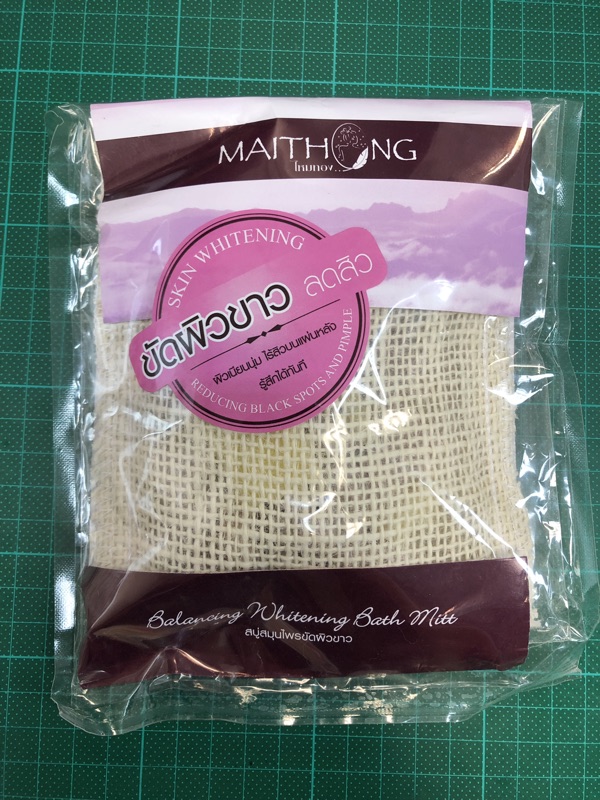 MAITHONG
ไหมทอง...
SKIN WHITENING
ขัดผิวขาว ลดสิว
ผิวเนียนนุ่ม ไร้สิวบนแผ่นหลัง
รู้สึกได้ทันที
REDUCING BLACK SPOTS AND PIMPLE
Balancing Whitening Bath Mitt
สบู่สมุนไพรขัดผิวขาว